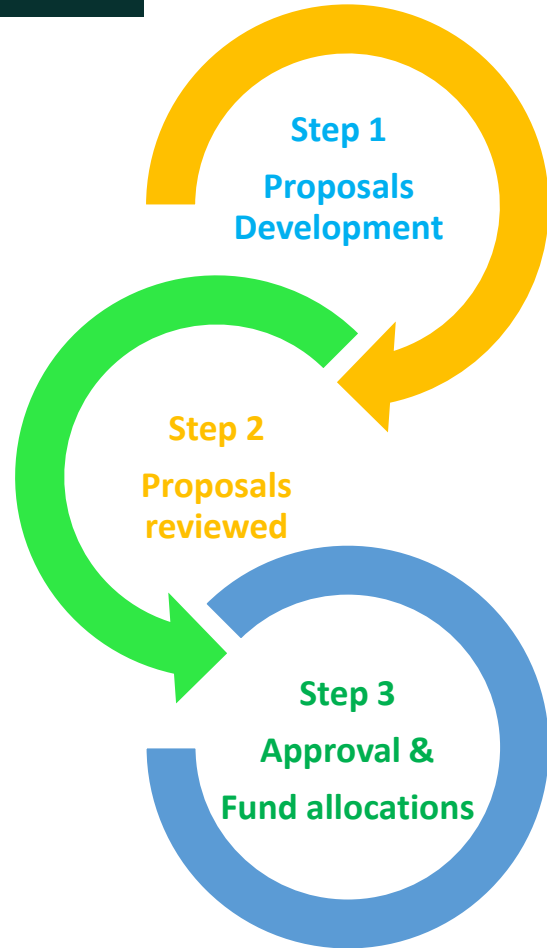 Step 1
Proposals
Development
Step 2
Proposals
reviewed
Step 3
Approval &
Fund allocations